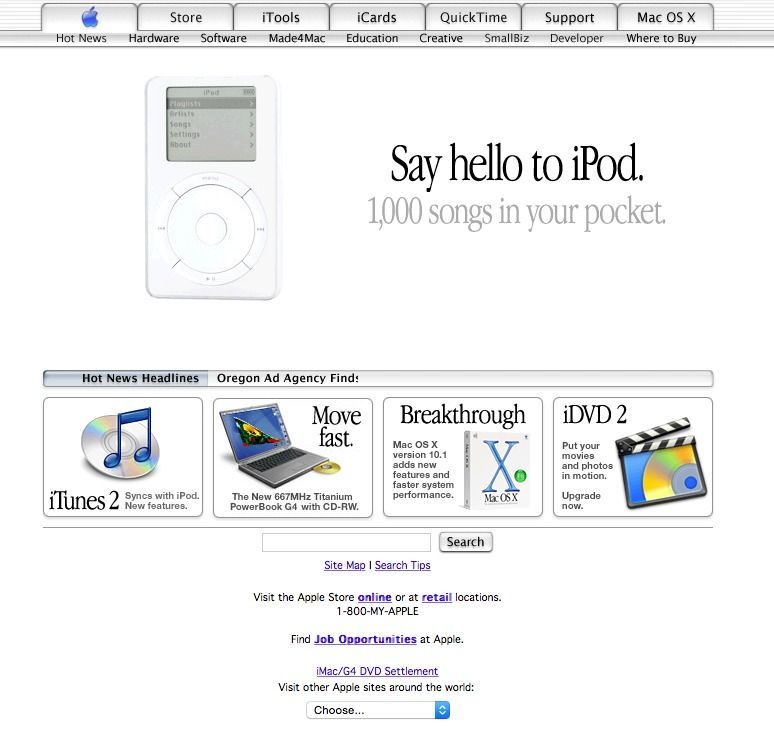 Store iTools iCards QuickTime Support Mac OS X
Hot News Hardware Software Made4Mac Education Creative SmallBiz Developer Where to Buy
iPod
Playlists
Artists
Songs
Settings
About
MENU
Say hello to iPod.
1,000 songs in your pocket.
Hot News Headlines Oregon Ad Agency Finds
iTunes 2
Syncs with iPod.
New features.
Move
fast.
The New 667MHz Titanium
PowerBook G4 with CD-RW.
Breakthrough
Mac OS X
version 10.1
adds new
features and
faster system
performance.
Mac OS X
iDVD 2
Put your
movies
and photos
in motion.
Upgrade
now.
Search
Site Map | Search Tips
Visit the Apple Store online or at retail locations.
1-800-MY-APPLE
Find Job Opportunities at Apple.
iMac/G4 DVD Settlement
Visit other Apple sites around the world:
Choose...